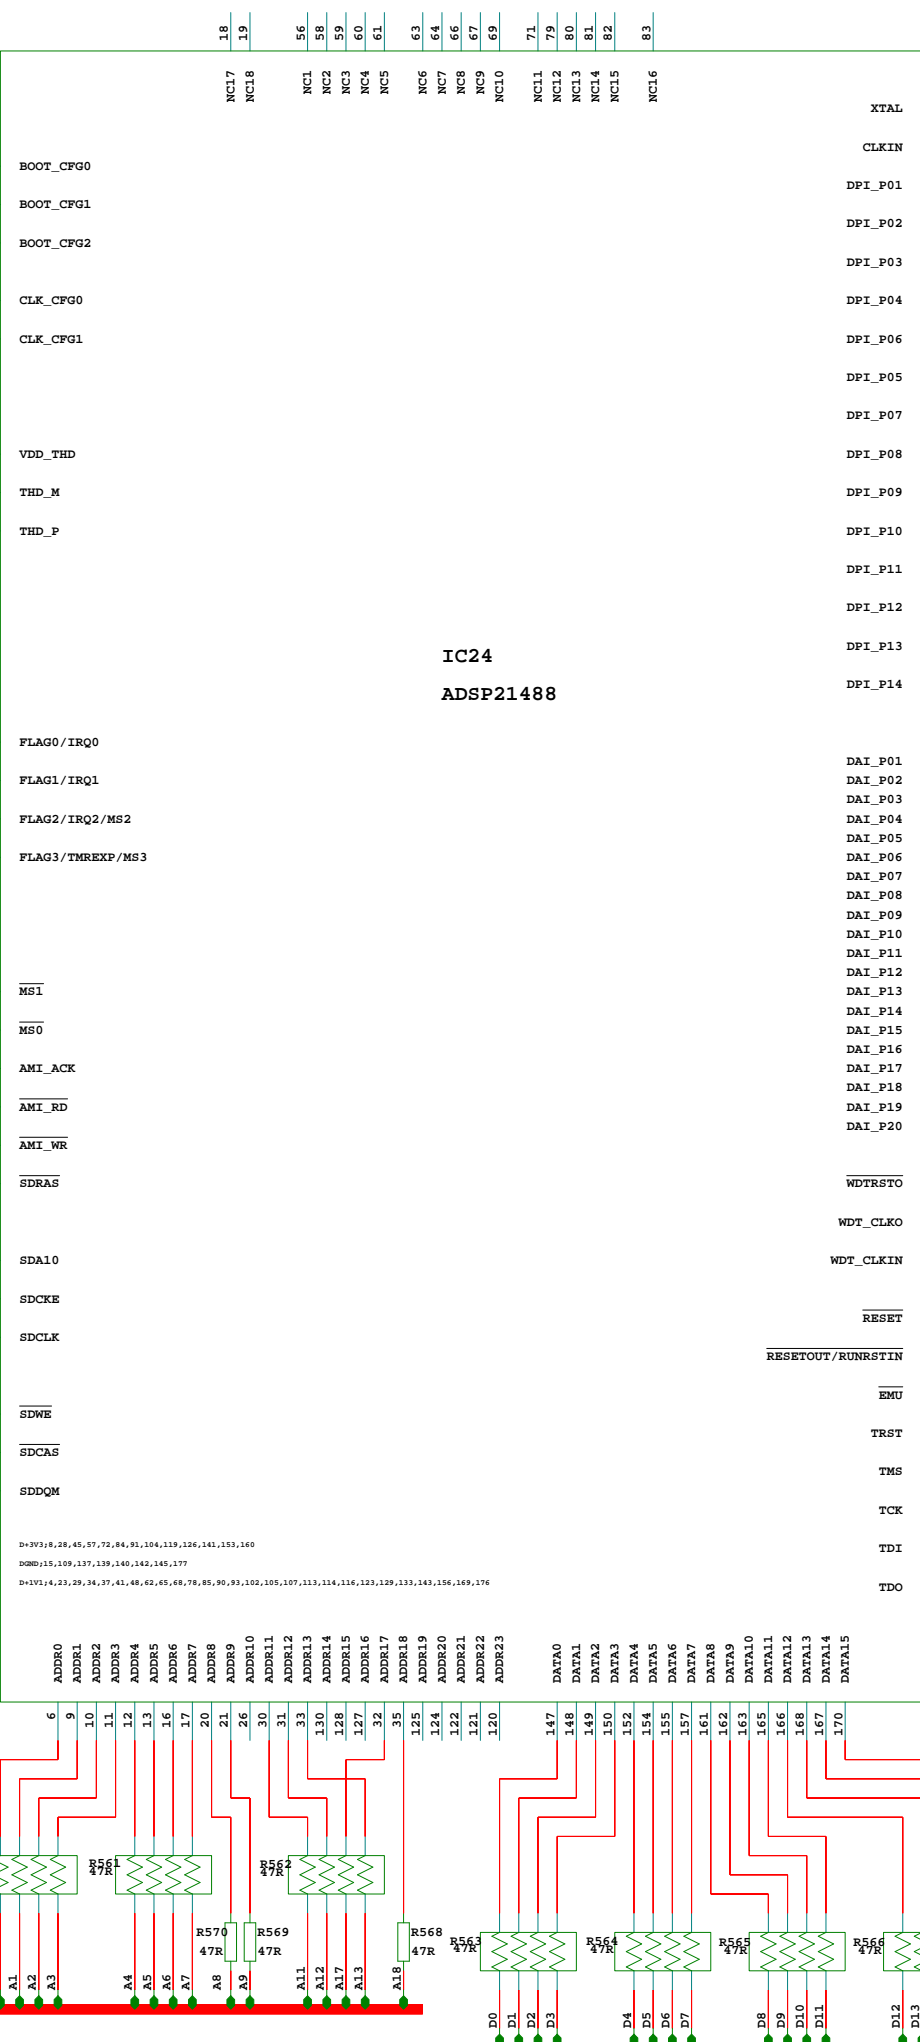 18
19
56
58
59
60
61
63
64
66
67
69
71
79
80
81
82
83
NC17
NC18
NC1
NC2
NC3
NC4
NC5
NC6
NC7
NC8
NC9
NC10
NC11
NC12
NC13
NC14
NC15
NC16
XTAL
CLKIN
DPI_P01
DPI_P02
DPI_P03
DPI_P04
DPI_P06
DPI_P05
DPI_P07
DPI_P08
DPI_P09
DPI_P10
DPI_P11
DPI_P12
DPI_P13
DPI_P14
BOOT_CFG0
BOOT_CFG1
BOOT_CFG2
CLK_CFG0
CLK_CFG1
VDD_THD
THD_M
THD_P
IC24
ADSP21488
FLAG0/IRQ0
FLAG1/IRQ1
FLAG2/IRQ2/MS2
FLAG3/TMREXP/MS3
DAI_P01
DAI_P02
DAI_P03
DAI_P04
DAI_P05
DAI_P06
DAI_P07
DAI_P08
DAI_P09
DAI_P10
DAI_P11
DAI_P12
DAI_P13
DAI_P14
DAI_P15
DAI_P16
DAI_P17
DAI_P18
DAI_P19
DAI_P20
MS1
MS0
AMI_ACK
AMI_RD
AMI_WR
SDRAS
SDA10
SDCKE
SDCLK
SDWE
SDCAS
SDDQM
WDTRSTO
WDT_CLKO
WDT_CLKIN
RESET
RESETOUT/RUNRSTIN
EMU
TRST
TMS
TCK
TDI
TDO
D+3V3;8,28,45,57,72,84,91,104,119,126,141,153,160
DGND;15,109,137,139,140,142,145,177
D+1V1;4,23,29,34,37,41,48,62,65,68,78,85,90,93,102,105,107,113,114,116,123,129,133,143,156,169,176
ADDR0
ADDR1
ADDR2
ADDR3
ADDR4
ADDR5
ADDR6
ADDR7
ADDR8
ADDR9
ADDR10
ADDR11
ADDR12
ADDR13
ADDR14
ADDR15
ADDR16
ADDR17
ADDR18
ADDR19
ADDR20
ADDR21
ADDR22
ADDR23
DATA0
DATA1
DATA2
DATA3
DATA4
DATA5
DATA6
DATA7
DATA8
DATA9
DATA10
DATA11
DATA12
DATA13
DATA14
DATA15
6
9
10
11
12
13
16
17
20
21
26
30
31
33
130
128
127
32
35
125
124
122
121
120
147
148
149
150
152
154
155
157
161
162
163
165
166
168
167
170
R561
47R
R562
47R
R570
47R
R569
47R
R568
47R
R563
47R
R564
47R
R565
47R
R566
47R
A1
A2
A3
A4
A5
A6
A7
A8
A9
A11
A12
A17
A13
A18
D0
D1
D2
D3
D4
D5
D6
D7
D8
D9
D10
D11
D12
D13